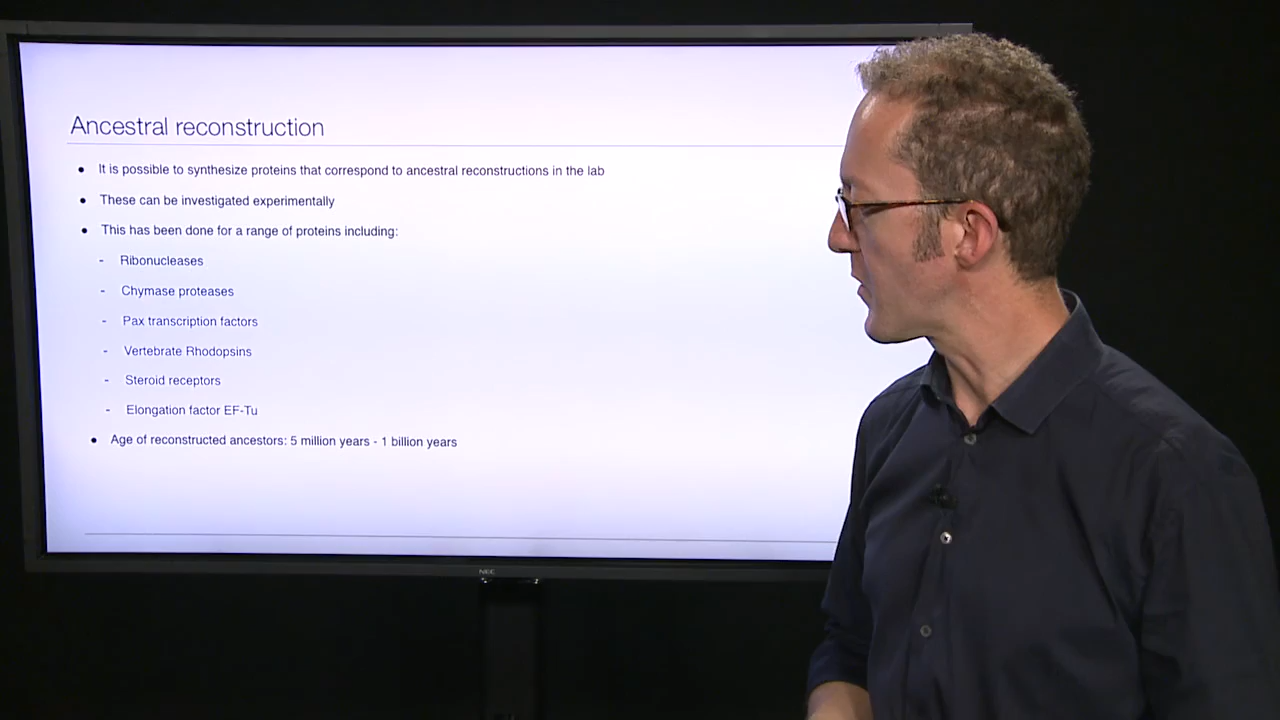 Ancestral reconstruction
• It is possible to synthesize proteins that correspond to ancestral reconstructions in the lab
• These can be investigated experimentally
• This has been done for a range of proteins including:
- Ribonucleases
- Chymase proteases
- Pax transcription factors
- Vertebrate Rhodopsins
- Steroid receptors
- Elongation factor EF-Tu
• Age of reconstructed ancestors: 5 million years - 1 billion years
NEC